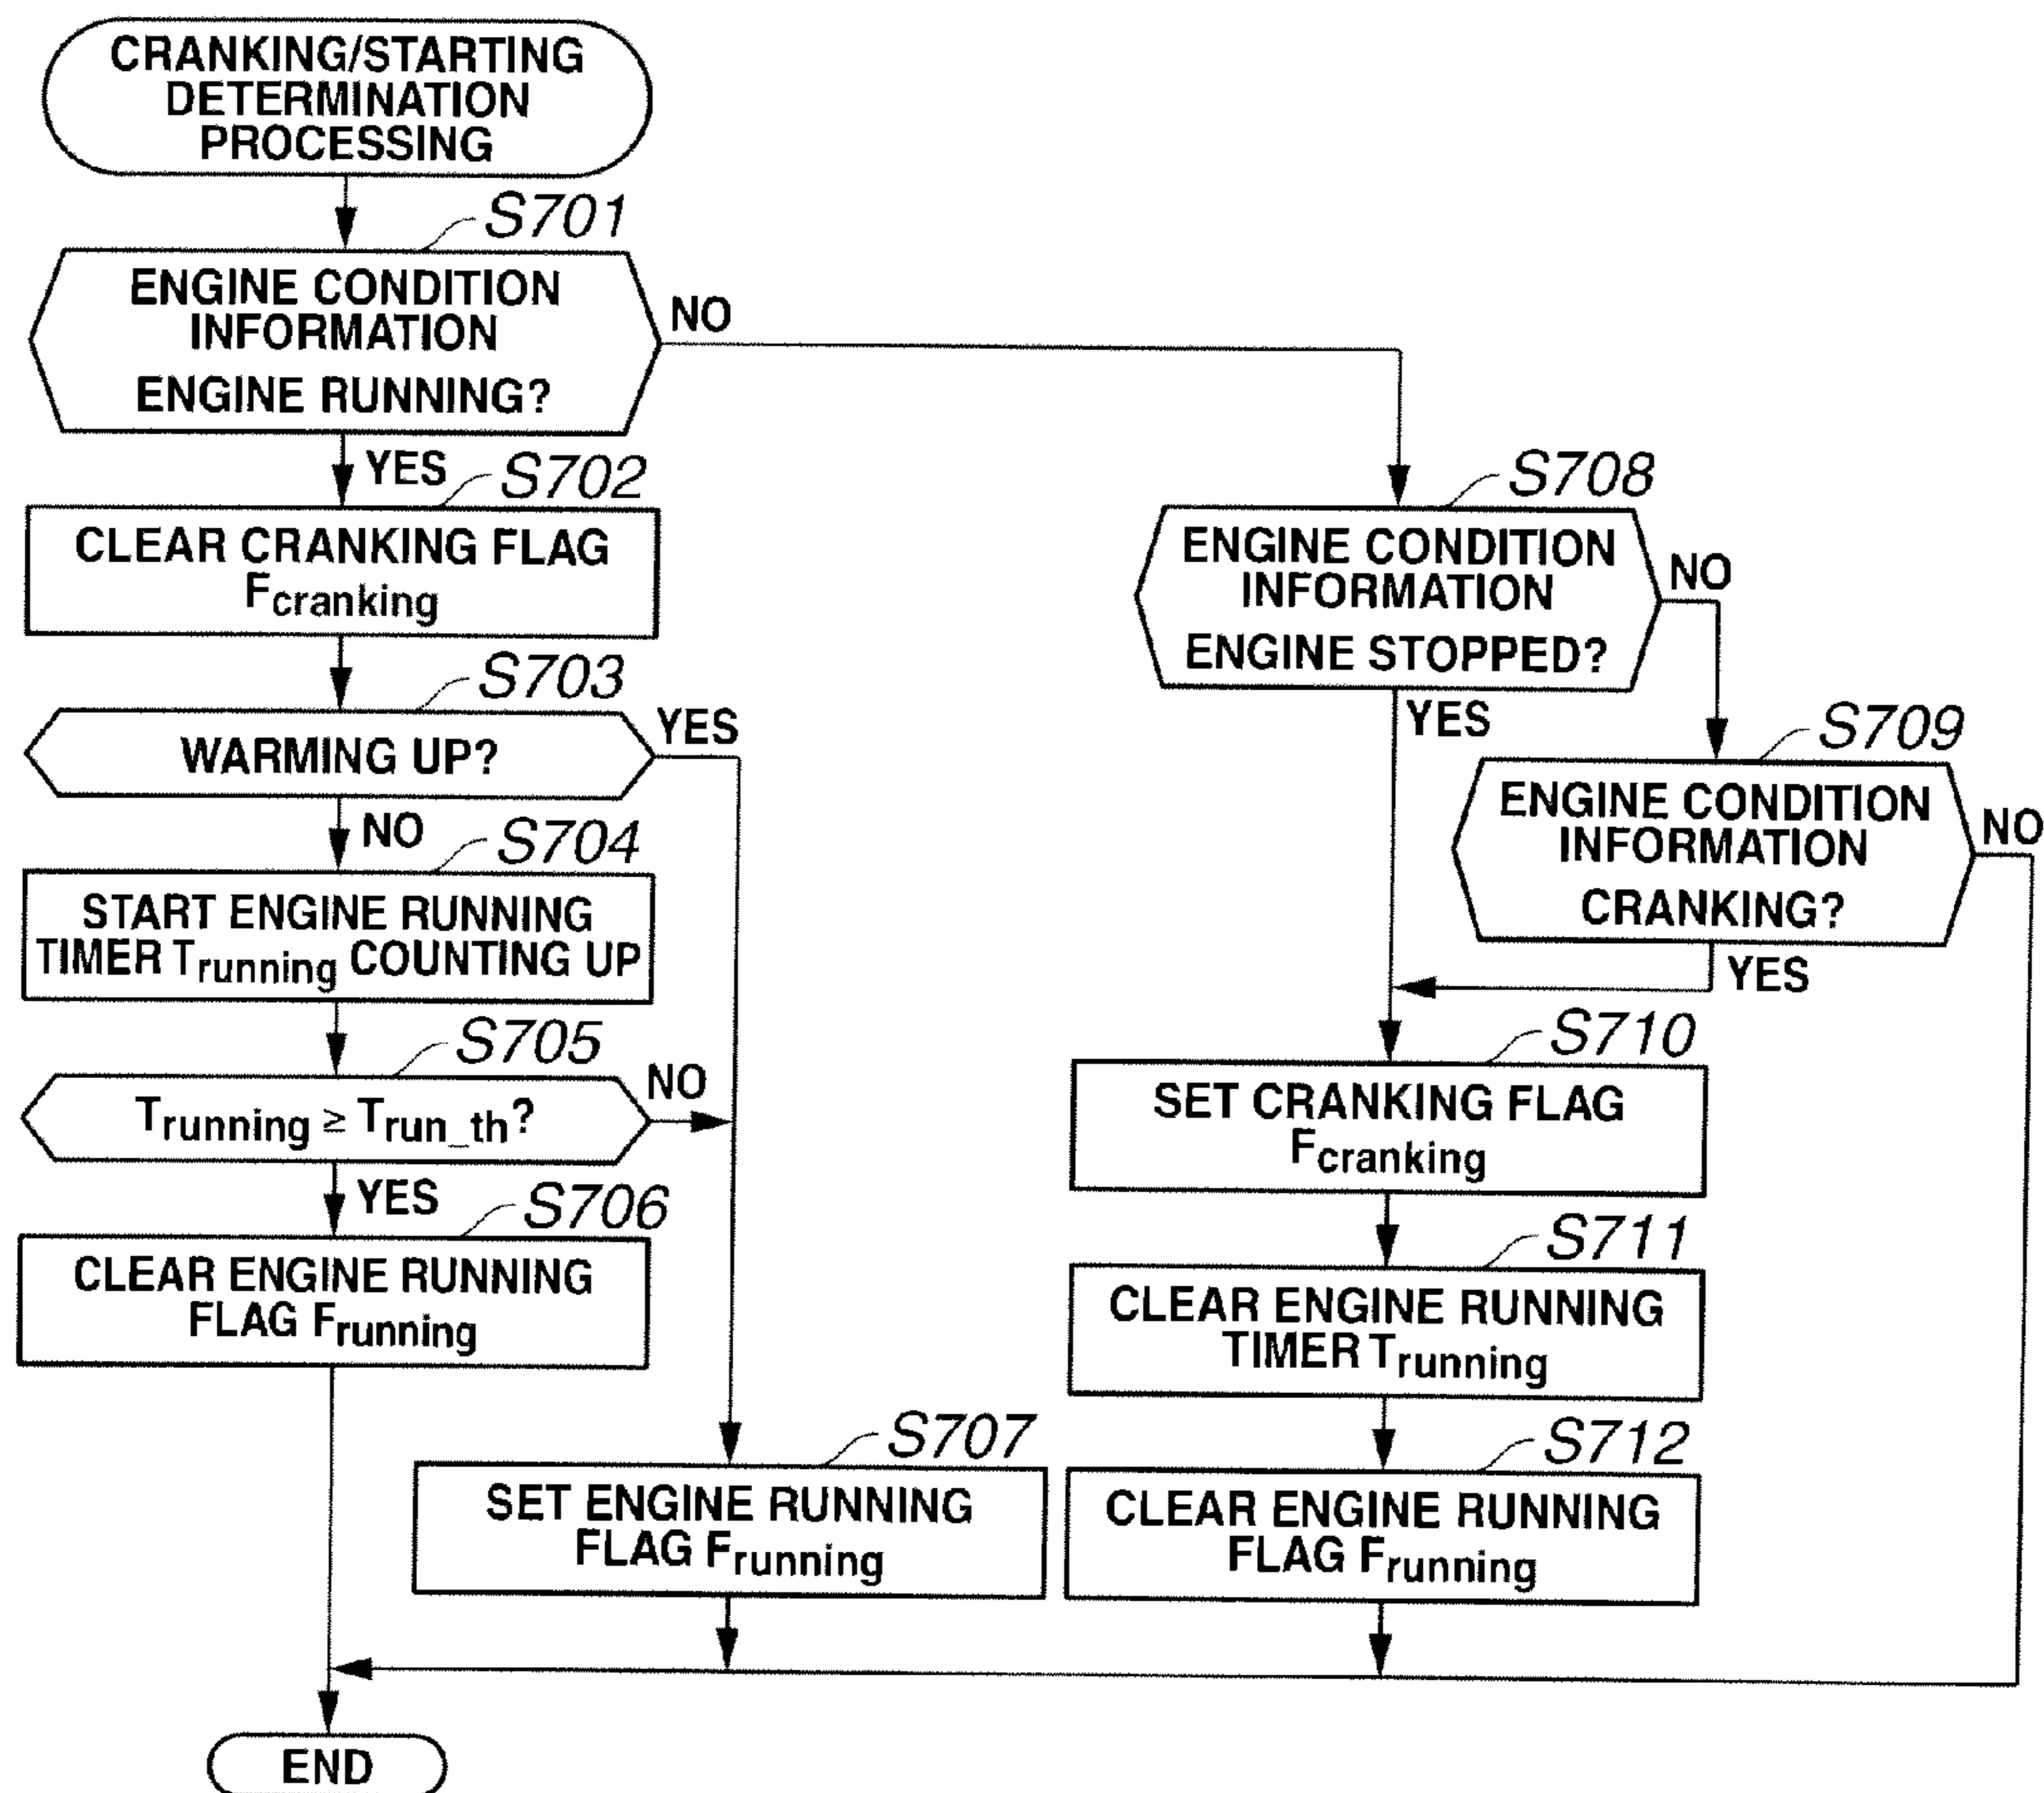 CRANKING/STARTING
DETERMINATION
PROCESSING
S701
ENGINE CONDITION
INFORMATION
ENGINE RUNNING?
NO
YES
S702
CLEAR CRANKING FLAG
Fcranking
S703
WARMING UP?
YES
NO
S704
START ENGINE RUNNING
TIMER Trunning COUNTING UP
S705
Trunning ≥ Trun_th?
NO
YES
S706
CLEAR ENGINE RUNNING
FLAG Frunning
S707
SET ENGINE RUNNING
FLAG Frunning
S708
ENGINE CONDITION
INFORMATION
ENGINE STOPPED?
NO
YES
S709
ENGINE CONDITION
INFORMATION
CRANKING?
NO
YES
S710
SET CRANKING FLAG
Fcranking
S711
CLEAR ENGINE RUNNING
TIMER Trunning
S712
CLEAR ENGINE RUNNING
FLAG Frunning
END